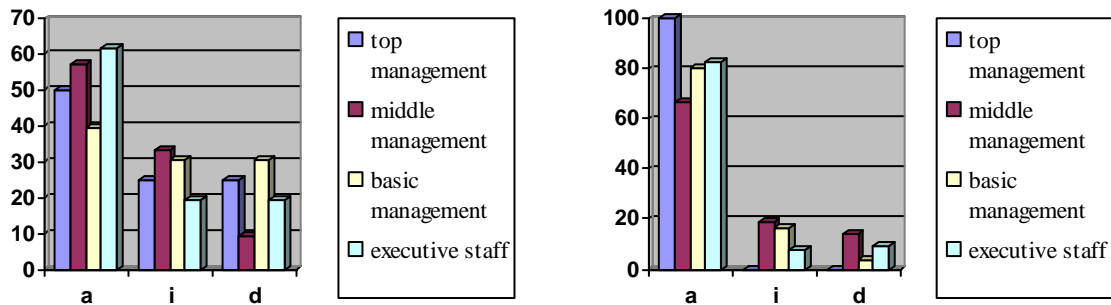 70
60
50
40
30
20
10
0
a i d
top
management
middle
management
basic
management
executive staff
100
80
60
40
20
0
a i d
top
management
middle
management
basic
management
executive staff